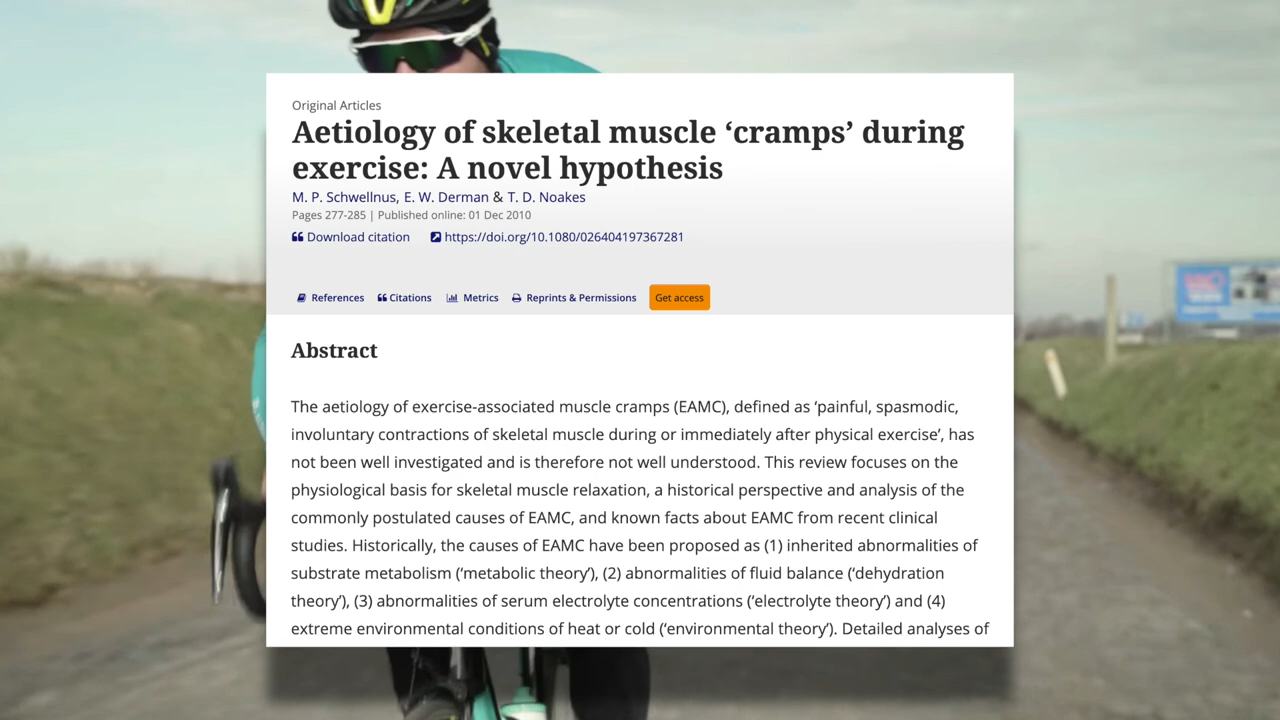 Original Articles
Aetiology of skeletal muscle ‘cramps’ during
exercise: A novel hypothesis
M. P. Schwellnus, E. W. Derman & T. D. Noakes
Pages 277-285 | Published online: 01 Dec 2010
Download citation https://doi.org/10.1080/026404197367281
References Citations Metrics Reprints & Permissions Get access
Abstract
The aetiology of exercise-associated muscle cramps (EAMC), defined as ‘painful, spasmodic,
involuntary contractions of skeletal muscle during or immediately after physical exercise’, has
not been well investigated and is therefore not well understood. This review focuses on the
physiological basis for skeletal muscle relaxation, a historical perspective and analysis of the
commonly postulated causes of EAMC, and known facts about EAMC from recent clinical
studies. Historically, the causes of EAMC have been proposed as (1) inherited abnormalities of
substrate metabolism (‘metabolic theory’), (2) abnormalities of fluid balance (‘dehydration
theory’), (3) abnormalities of serum electrolyte concentrations (‘electrolyte theory’) and (4)
extreme environmental conditions of heat or cold (‘environmental theory’). Detailed analyses of